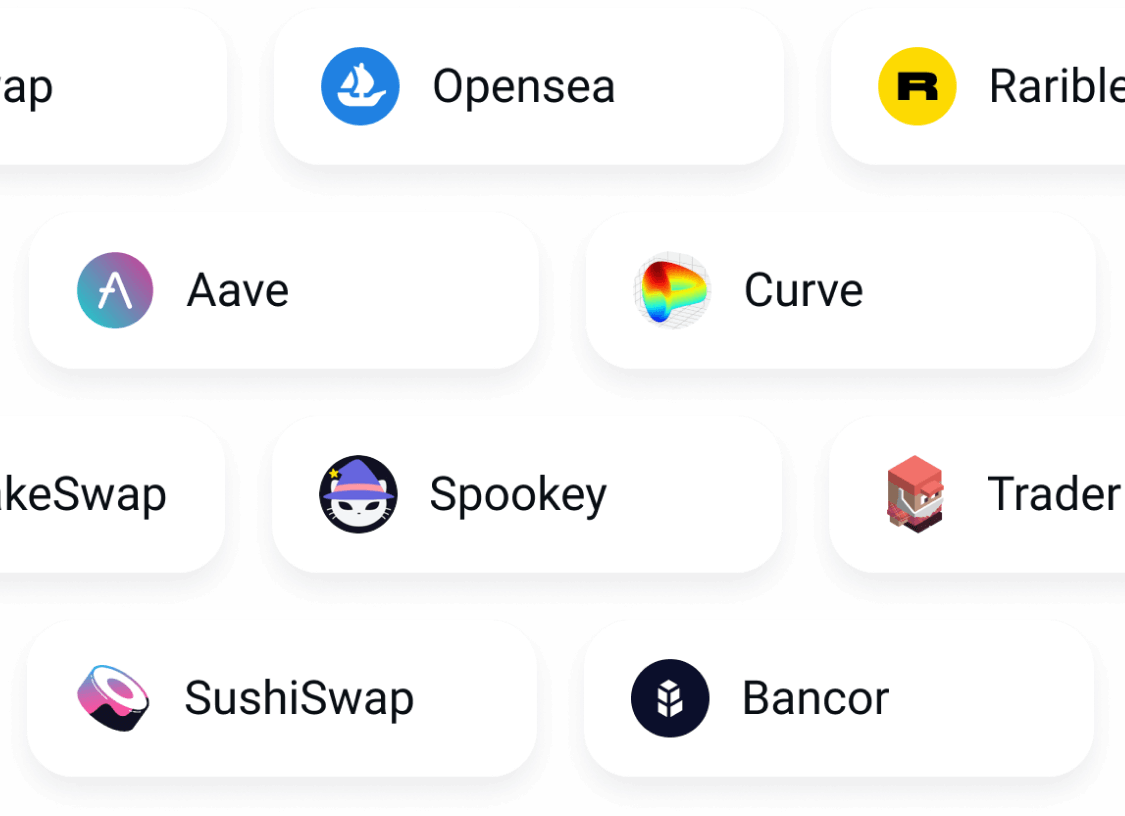 ap
Opensea
Rarible
Aave
Curve
keSwap
Spookey
Trader
SushiSwap
Bancor